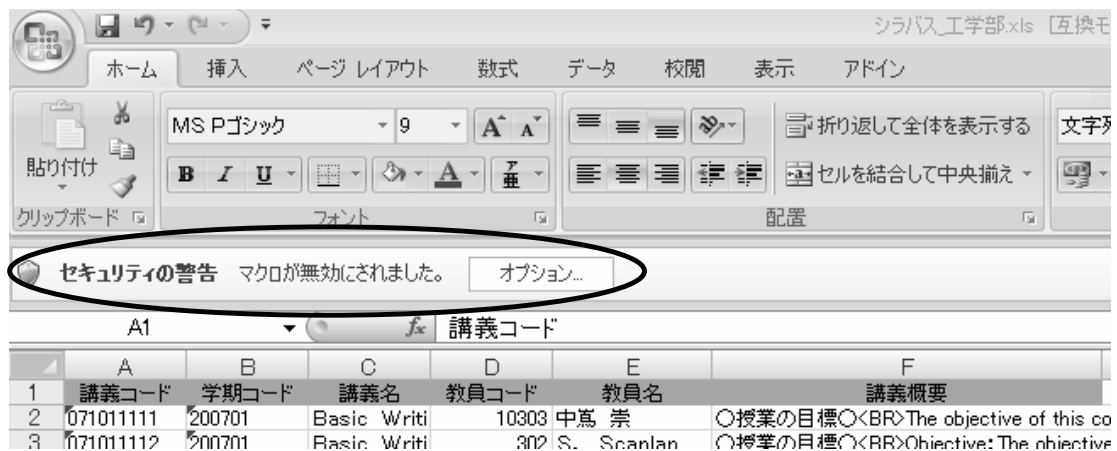 シラバス_工学部.xls [互換モ
ホーム 挿入 ページ レイアウト 数式 データ 校閲 表示 アドイン
MS Pゴシック 9 A A 折り返して全体を表示する 文字列
貼り付け B I U A ア亜 セルを結合して中央揃え
クリップボード フォント 配置
セキュリティの警告 マクロが無効にされました。 オプション...
A1 fx 講義コード
A B C D E F
1 講義コード 学期コード 講義名 教員コード 教員名 講義概要
2 071011111 200701 Basic Writi 10303 中嶌 崇 ○授業の目標○<BR>The objective of this co
3 071011112 200701 Basic Writi 302 S. Scanlan ○授業の目標○<BR>Objective:The objective